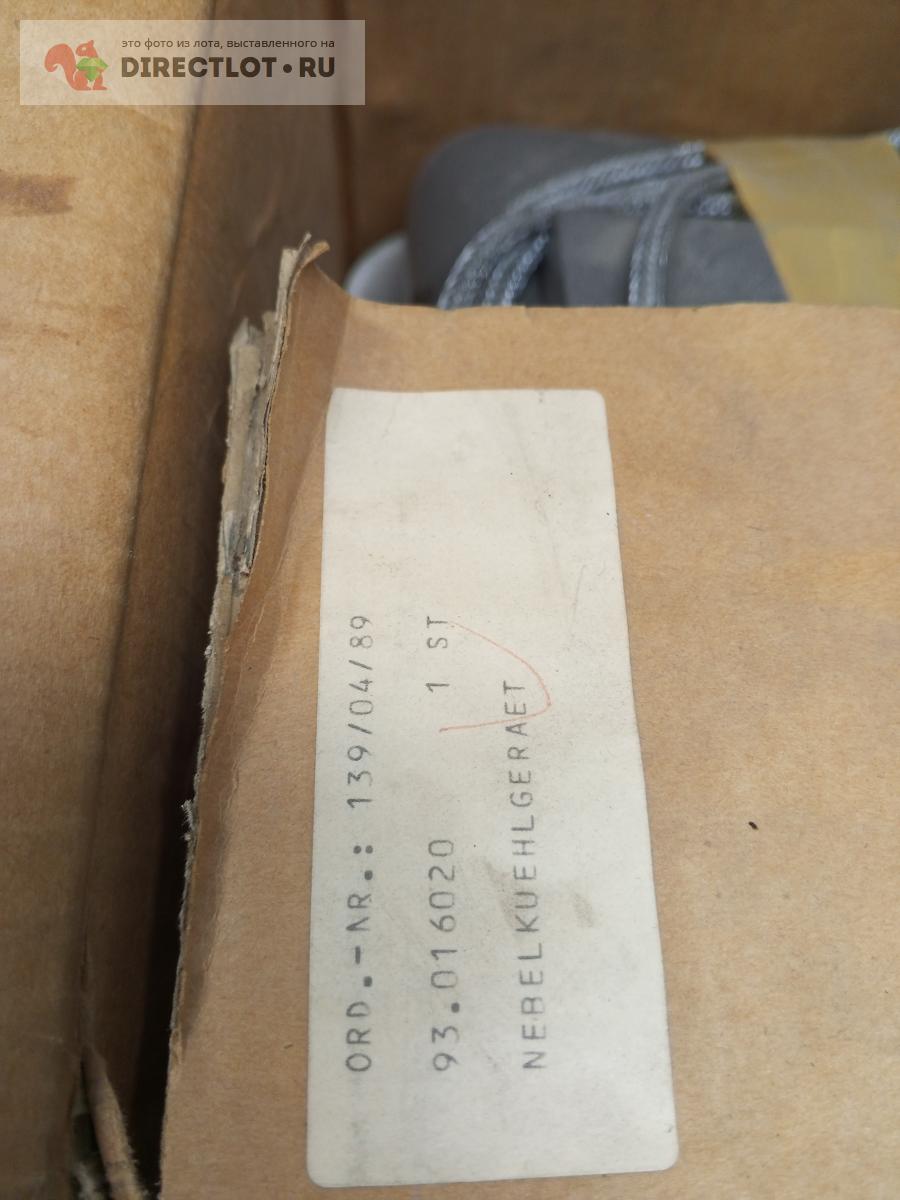 это фото из лота, выставленного на
DIRECTLOT•RU
ORD.-NR.: 139/04/89
93.016020 1 ST
NEBELKUEHLGERAET